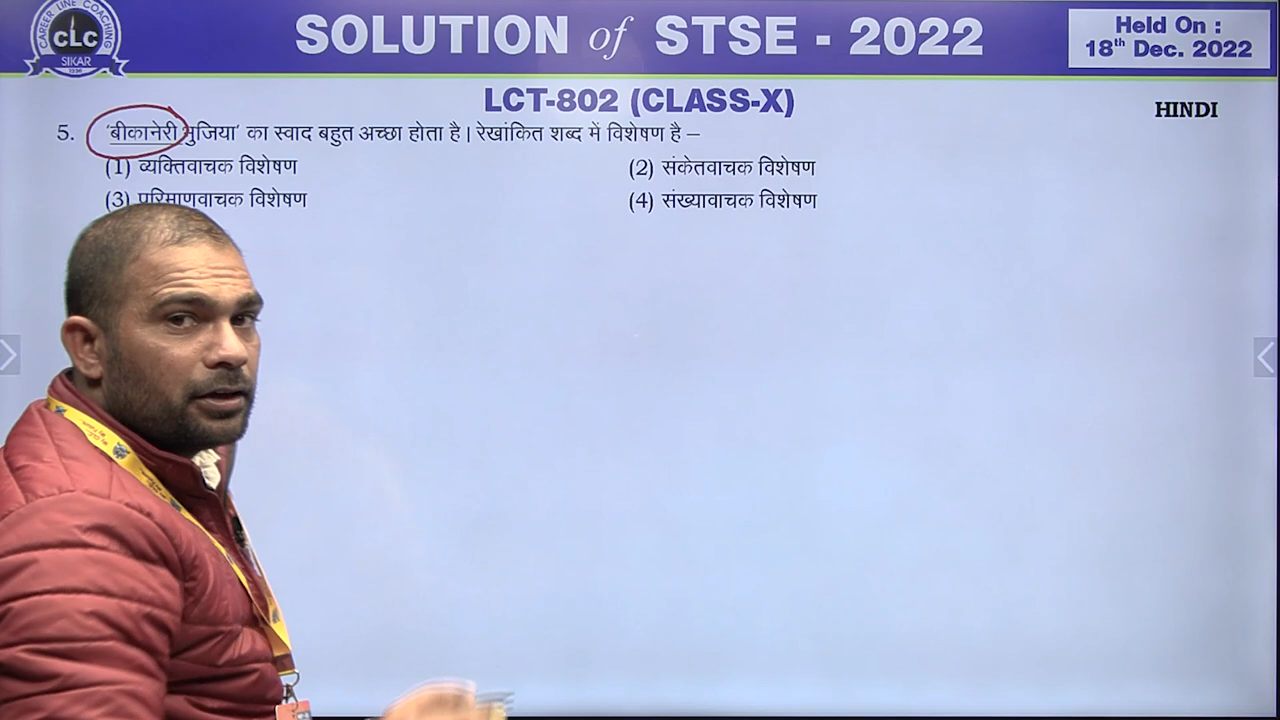 CAREER LINE COACHING
CLC
SIKAR
SOLUTION of STSE - 2022
Held On :
18th Dec. 2022
LCT-802 (CLASS-X)
HINDI
5. 'बीकानेरी भुजिया' का स्वाद बहुत अच्छा होता है। रेखांकित शब्द में विशेषण है –
(1) व्यक्तिवाचक विशेषण (2) संकेतवाचक विशेषण
(3) परिमाणवाचक विशेषण (4) संख्यावाचक विशेषण